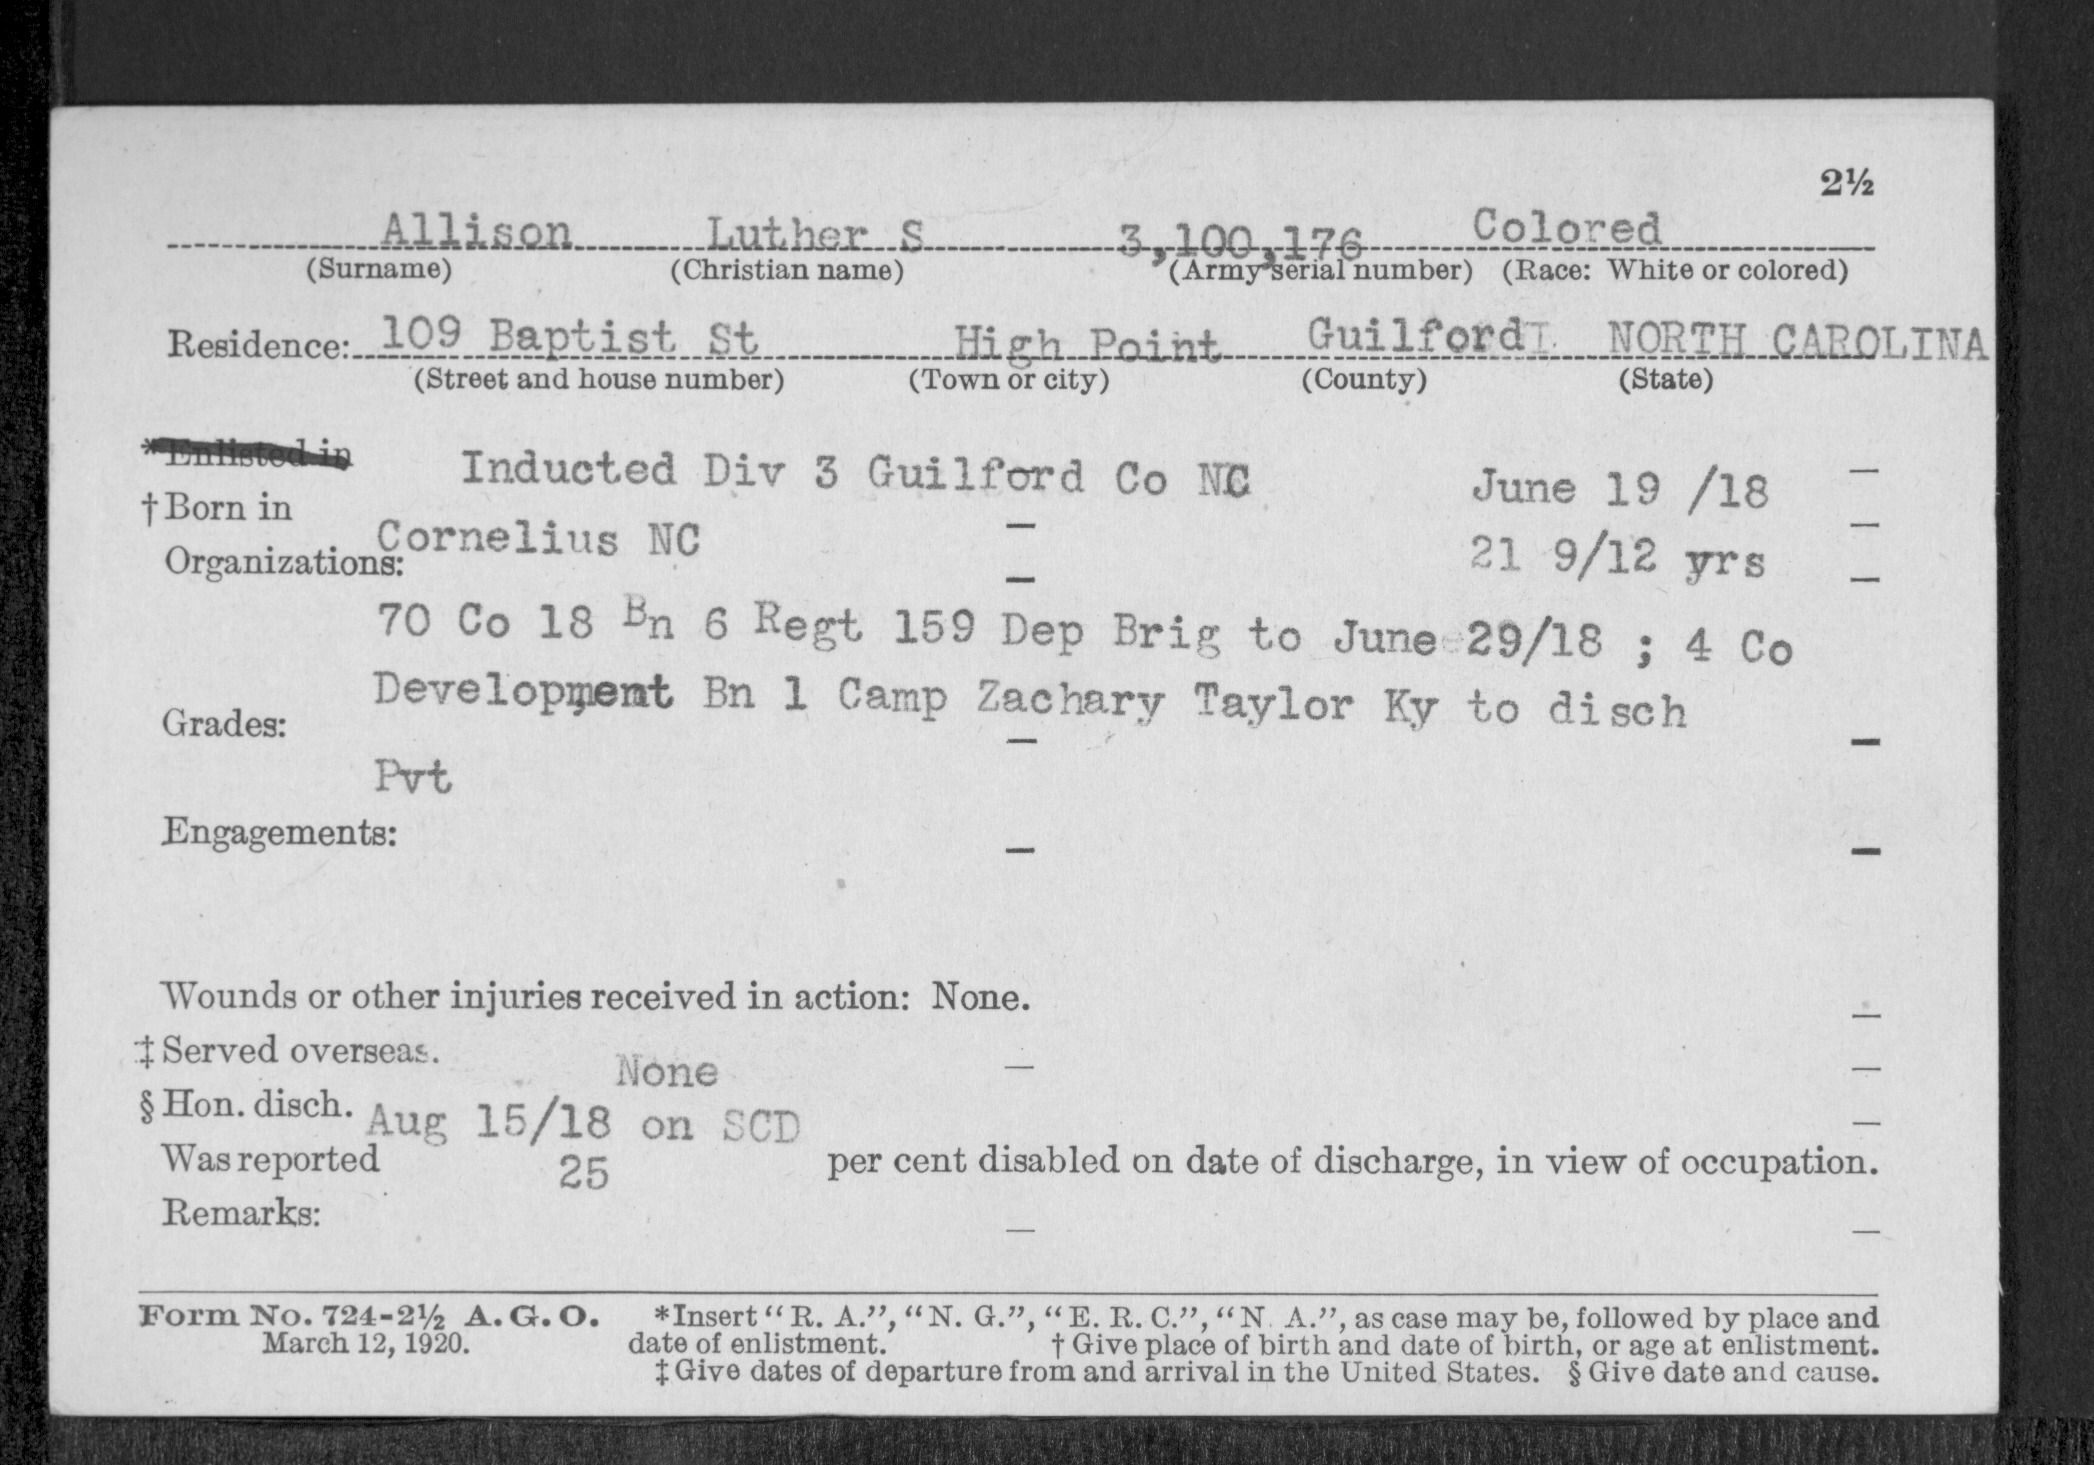 2½
Allison Luther S 3,100,176 Colored
(Surname) (Christian name) (Army serial number) (Race: White or colored)
Residence: 109 Baptist St High Point Guilford NORTH CAROLINA
(Street and house number) (Town or city) (County) (State)
*Enlisted in Inducted Div 3 Guilford Co NC June 19 /18 —
†Born in Cornelius NC — 21 9/12 yrs —
Organizations: — —
70 Co 18 Bn 6 Regt 159 Dep Brig to June 29/18 ; 4 Co
Development Bn 1 Camp Zachary Taylor Ky to disch
Grades: — —
Pvt
Engagements: — —
Wounds or other injuries received in action: None. —
‡Served overseas. None — —
§Hon. disch. Aug 15/18 on SCD —
Was reported 25 per cent disabled on date of discharge, in view of occupation.
Remarks: — —
Form No. 724-2½ A. G. O. *Insert "R. A.", "N. G.", "E. R. C.", "N. A.", as case may be, followed by place and
March 12, 1920. date of enlistment. †Give place of birth and date of birth, or age at enlistment.
‡Give dates of departure from and arrival in the United States. §Give date and cause.